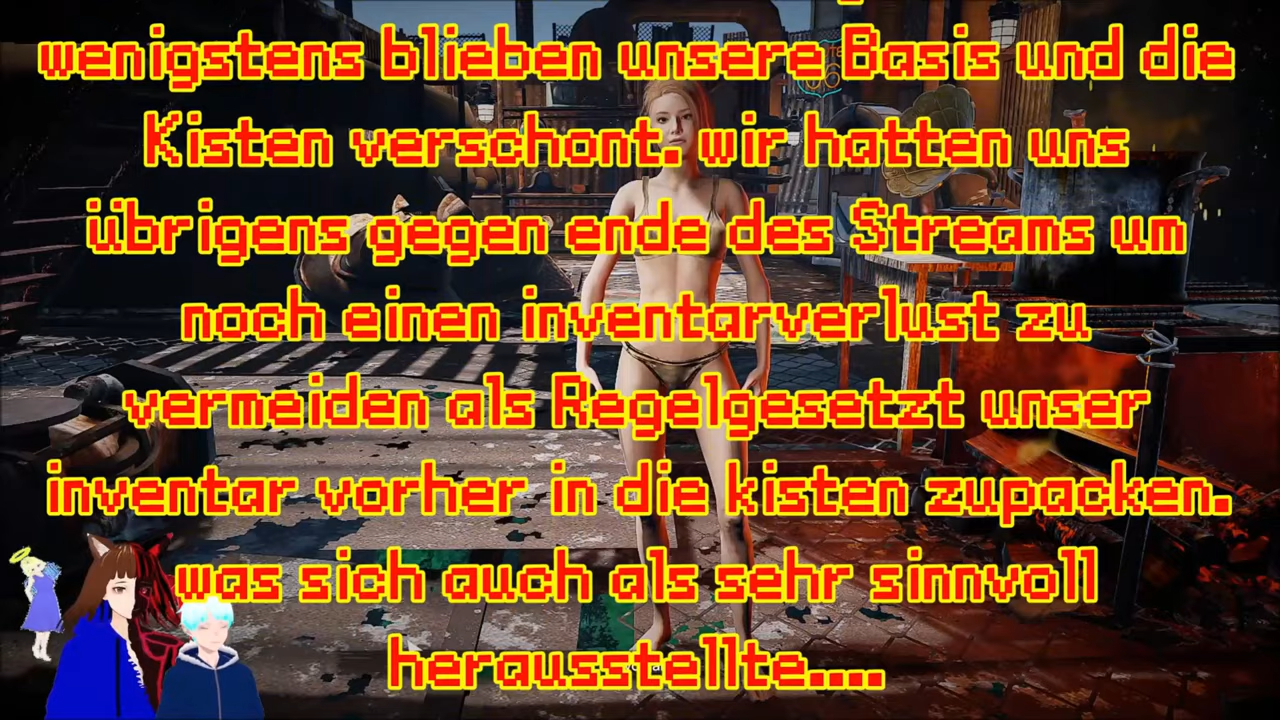 wenigstens blieben unsere Basis und die
Kisten verschont. wir hatten uns
übrigens gegen ende des Streams um
noch einen inventarverlust zu
vermeiden als Regelgesetzt unser
inventar vorher in die kisten zupacken.
was sich auch als sehr sinnvoll
herausstellte....